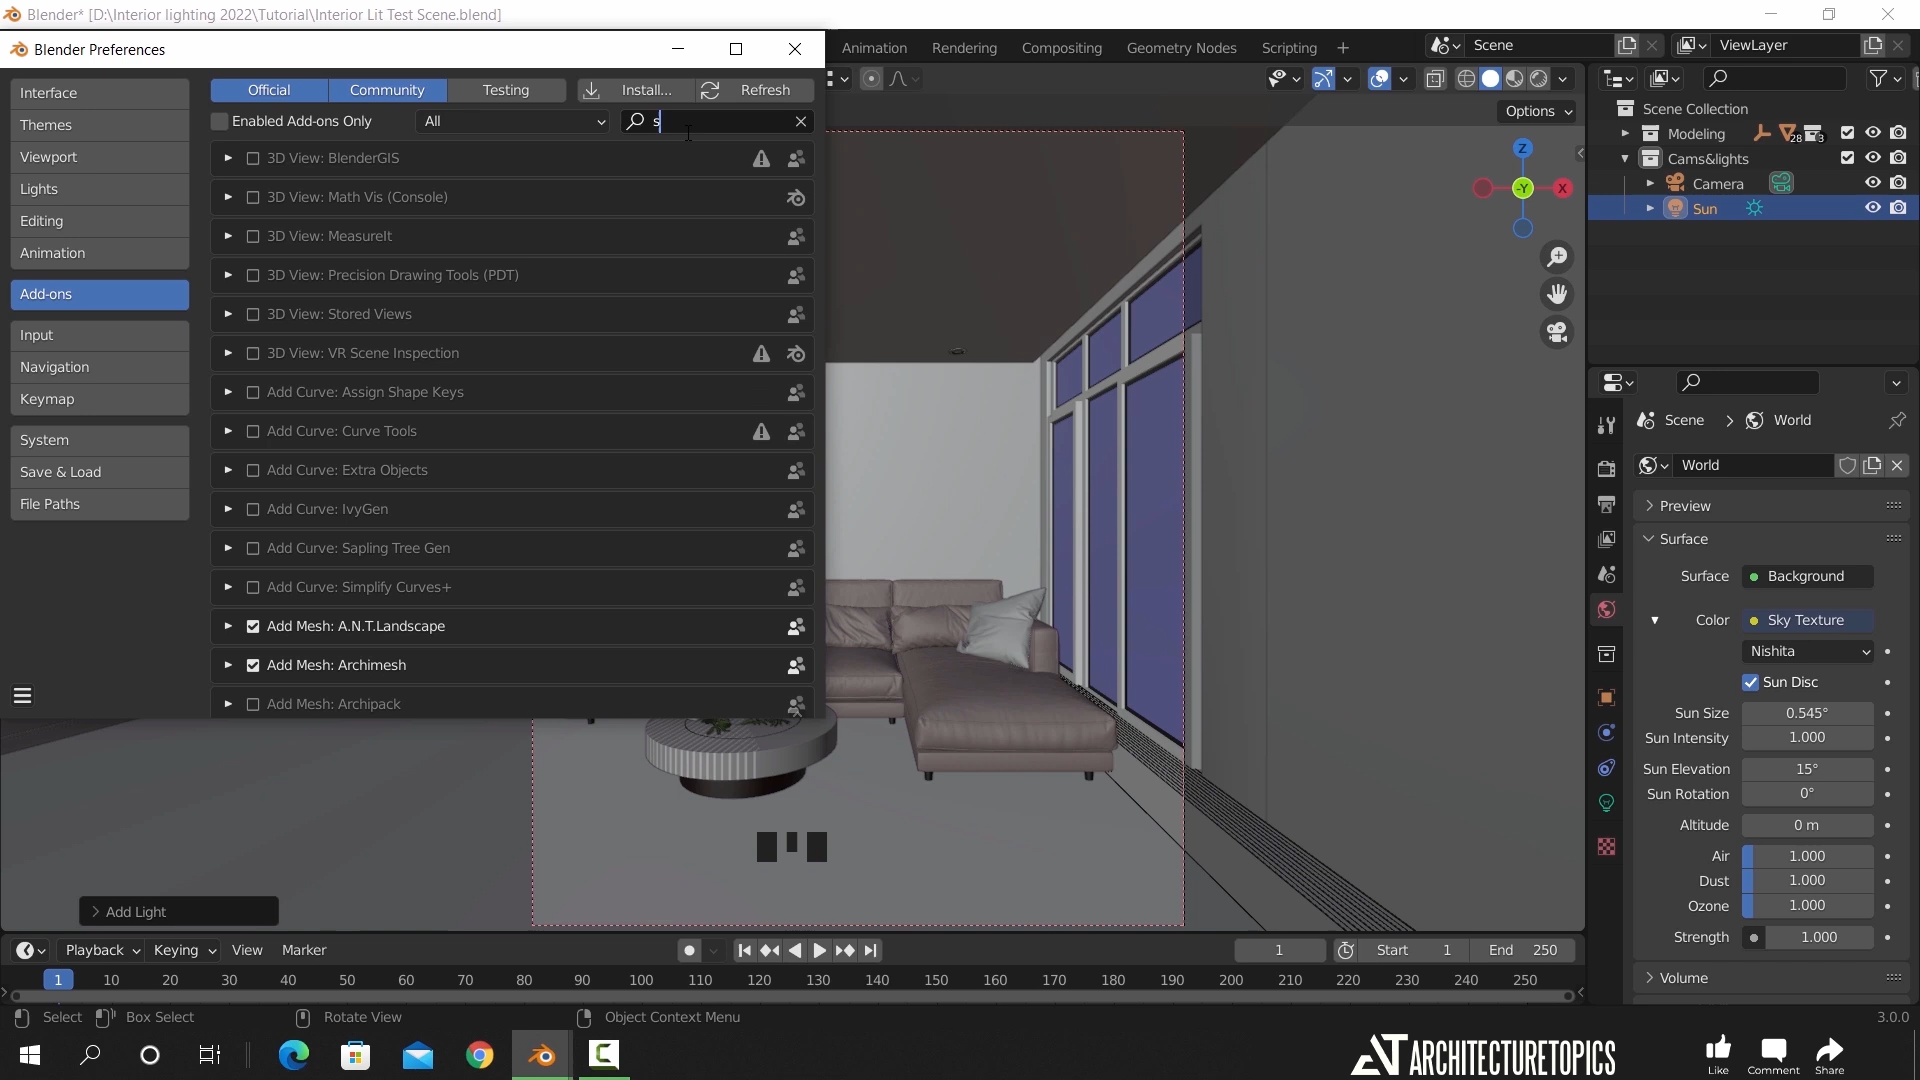 Blender* [D:\Interior lighting 2022\Tutorial\Interior Lit Test Scene.blend]
Blender Preferences
Animation
Rendering
Compositing
Geometry Nodes
Scripting
Scene
ViewLayer
Interface
Themes
Viewport
Lights
Editing
Animation
Add-ons
Input
Navigation
Keymap
System
Save & Load
File Paths
Official
Community
Testing
Install...
Refresh
Enabled Add-ons Only
All
s
3D View: BlenderGIS
3D View: Math Vis (Console)
3D View: MeasureIt
3D View: Precision Drawing Tools (PDT)
3D View: Stored Views
3D View: VR Scene Inspection
Add Curve: Assign Shape Keys
Add Curve: Curve Tools
Add Curve: Extra Objects
Add Curve: IvyGen
Add Curve: Sapling Tree Gen
Add Curve: Simplify Curves+
Add Mesh: A.N.T.Landscape
Add Mesh: Archimesh
Add Mesh: Archipack
Options
Z
-Y
X
Scene Collection
Modeling
28
3
Cams&lights
Camera
Sun
Scene
World
World
Preview
Surface
Surface
Background
Color
Sky Texture
Nishita
Sun Disc
Sun Size
0.545°
Sun Intensity
1.000
Sun Elevation
15°
Sun Rotation
0°
Altitude
0 m
Air
1.000
Dust
1.000
Ozone
1.000
Strength
1.000
Volume
Add Light
Playback
Keying
View
Marker
1
Start
1
End
250
1
10
20
30
40
50
60
70
80
90
100
110
120
130
140
150
160
170
180
190
200
210
220
230
240
250
Select
Box Select
Rotate View
Object Context Menu
3.0.0
ARCHITECTURETOPICS
Like
Comment
Share